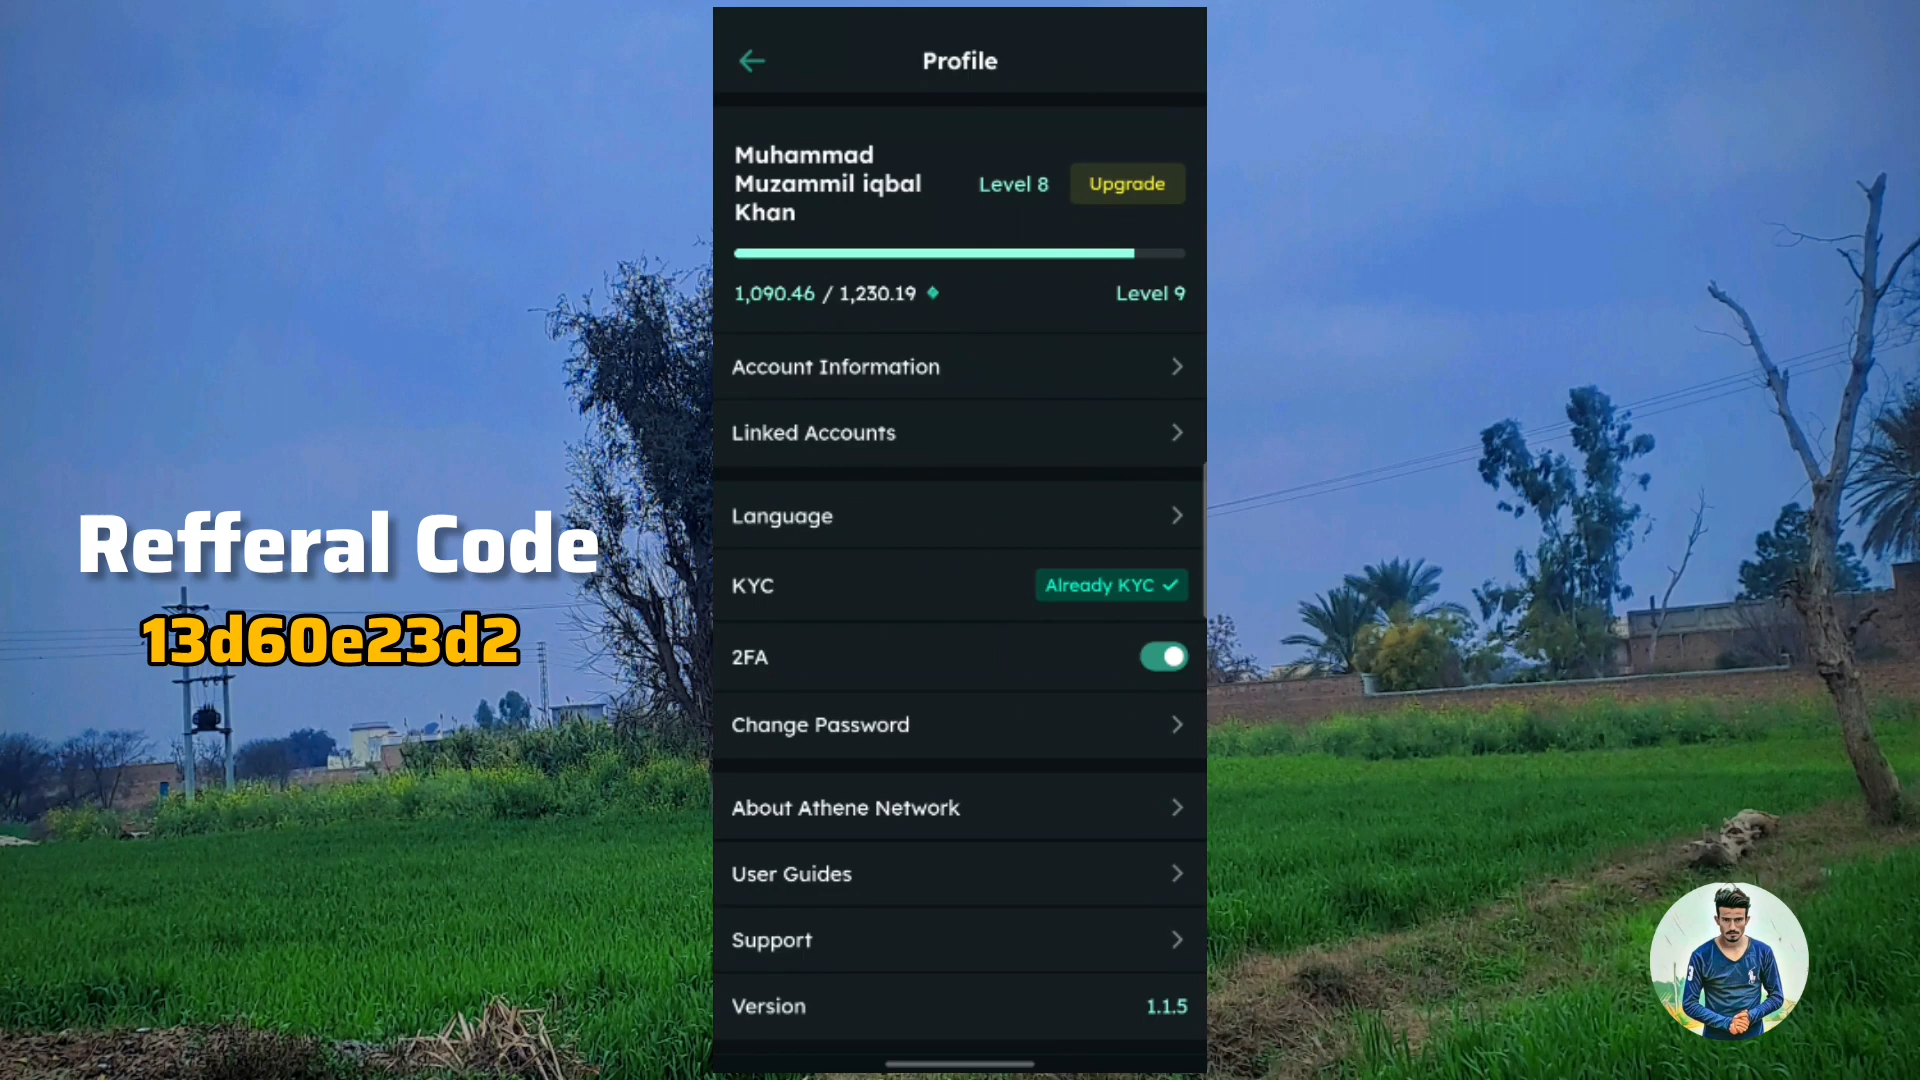 Profile
Muhammad
Muzammil iqbal
Khan
Level 8
Upgrade
1,090.46 / 1,230.19
Level 9
Account Information
Linked Accounts
Language
KYC
Already KYC
2FA
Change Password
About Athene Network
User Guides
Support
Version
1.1.5
Refferal Code
13d60e23d2
3